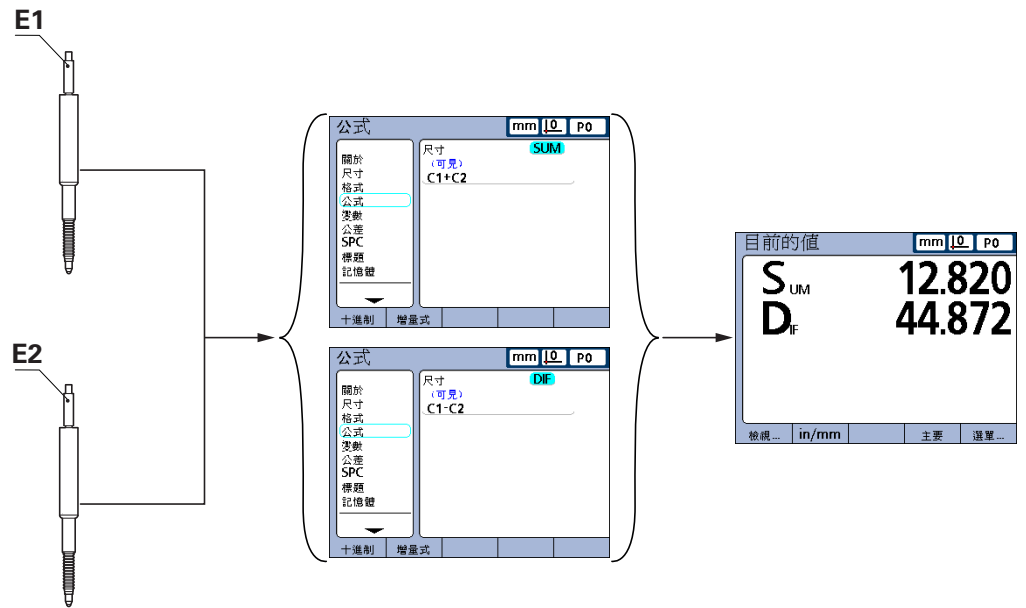 E1
公式 mm 0 P0
關於
尺寸
格式
公式
變數
公差
SPC
標題
記憶體
尺寸 SUM
(可見)
C1+C2
十進制 增量式
E2
公式 mm 0 P0
關於
尺寸
格式
公式
變數
公差
SPC
標題
記憶體
尺寸 DIF
(可見)
C1-C2
十進制 增量式
目前的值 mm 0 P0
SUM 12.820
DIF 44.872
檢視... in/mm 主要 選單...